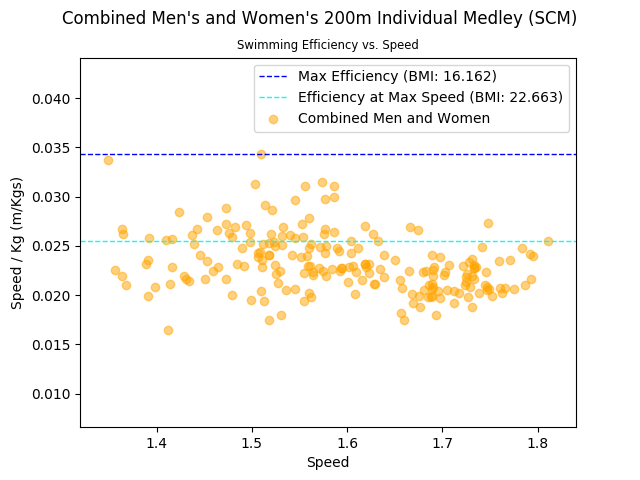 Combined Men's and Women's 200m Individual Medley (SCM)
Swimming Efficiency vs. Speed
Max Efficiency (BMI: 16.162)
Efficiency at Max Speed (BMI: 22.663)
Combined Men and Women
Speed / Kg (m/Kgs)
0.040
0.035
0.030
0.025
0.020
0.015
0.010
1.4 1.5 1.6 1.7 1.8
Speed